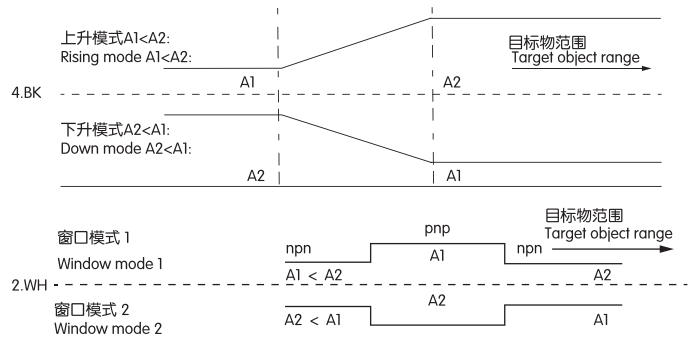 上升模式A1<A2:
Rising mode A1<A2:
目标物范围
Target object range
A1
A2
4.BK
下升模式A2<A1:
Down mode A2<A1:
A2
A1
目标物范围
Target object range
窗口模式 1
Window mode 1
npn
pnp
npn
A1
A1 < A2
A2
2.WH
窗口模式 2
Window mode 2
A2
A2 < A1
A1